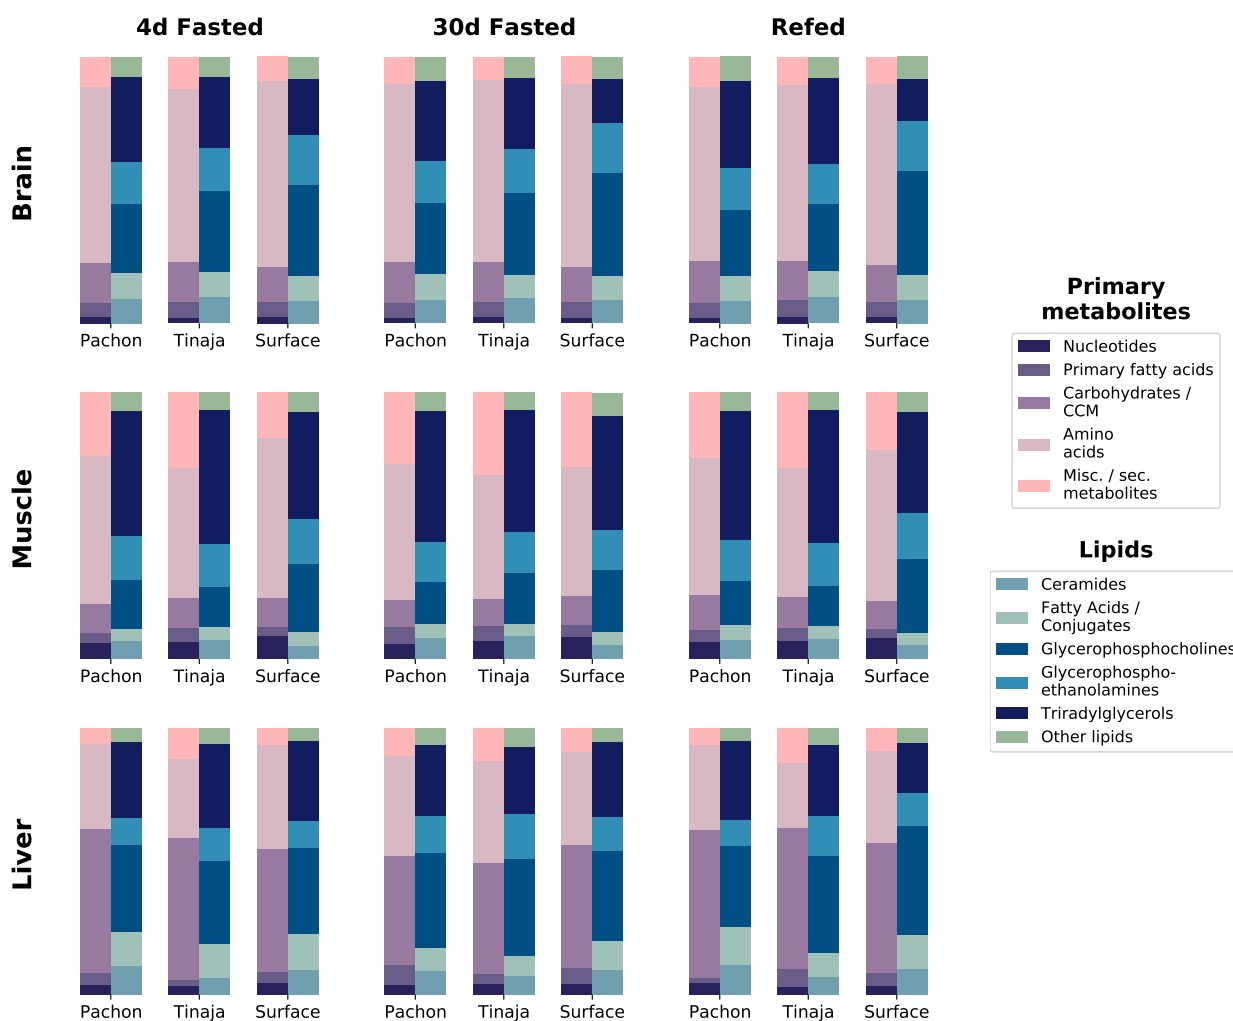 4d Fasted 30d Fasted Refed
Brain
Pachon Tinaja Surface Pachon Tinaja Surface Pachon Tinaja Surface
Primary
metabolites
Nucleotides
Primary fatty acids
Carbohydrates /
CCM
Amino
acids
Misc. / sec.
metabolites
Muscle
Pachon Tinaja Surface Pachon Tinaja Surface Pachon Tinaja Surface
Lipids
Ceramides
Fatty Acids /
Conjugates
Glycerophosphocholines
Glycerophospho-
ethanolamines
Triradylglycerols
Other lipids
Liver
Pachon Tinaja Surface Pachon Tinaja Surface Pachon Tinaja Surface